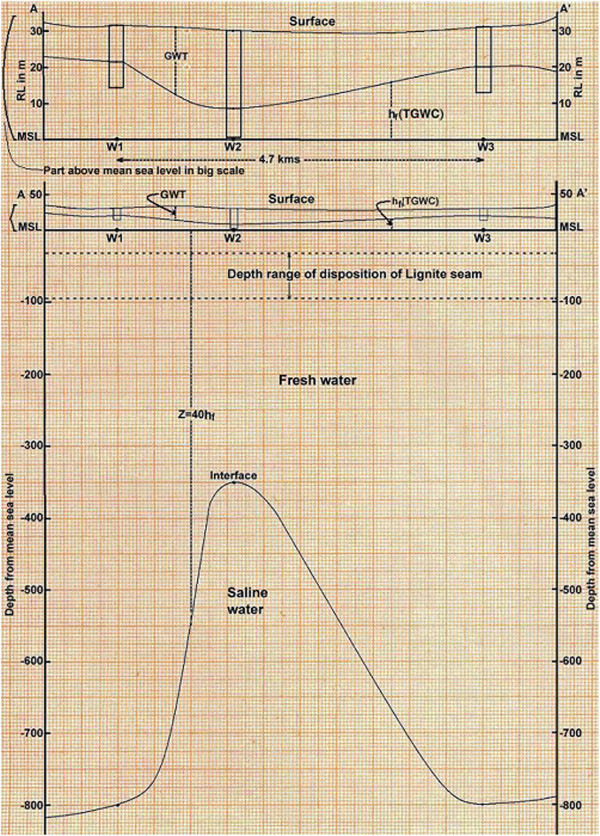 A A'
Surface
30 30
GWT
RL in m 20 20 RL in m
10 10
hf(TGWC)
MSL MSL
W1 W2 W3
4.7 kms
Part above mean sea level in big scale
A 50 GWT 50 A'
Surface hf(TGWC)
MSL MSL
W1 W2 W3
Depth range of disposition of Lignite seam
-100 -100
Fresh water
-200 -200
Z=40hf
-300 -300
Interface
-400 -400
Depth from mean sea level Depth from mean sea level
-500 -500
Saline
water
-600 -600
-700 -700
-800 -800